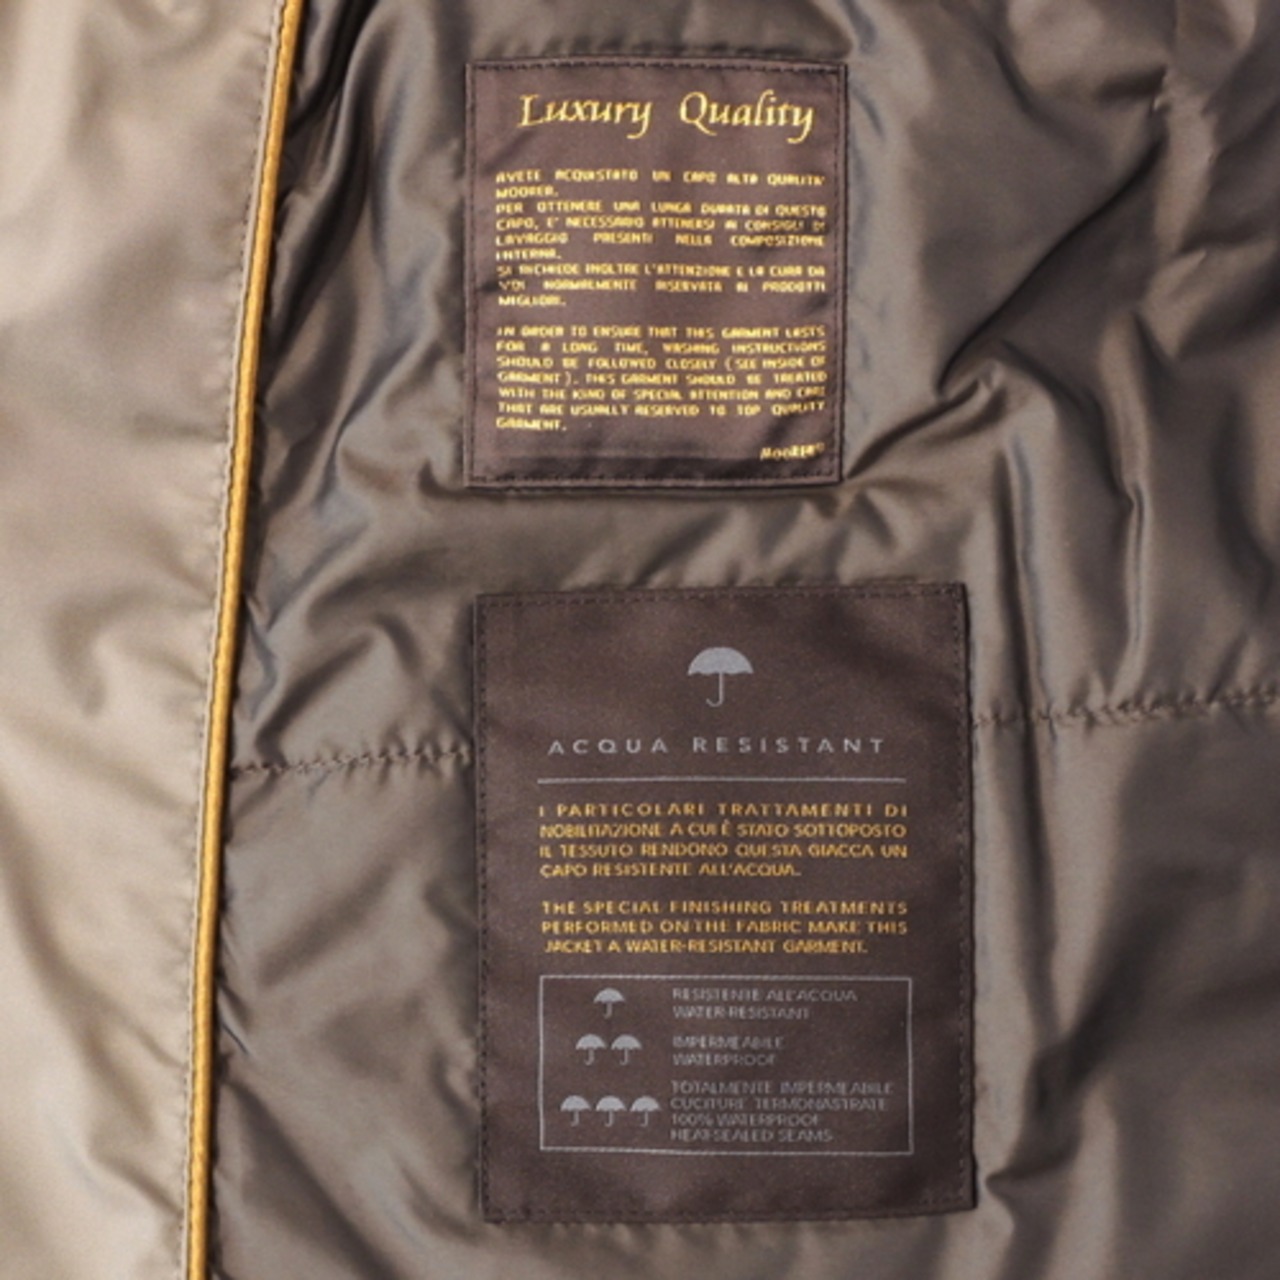 Luxury Quality
AVETE ACQUISTATO UN CAPO ALTA QUALITA'
MOORER.
PER OTTENERE UNA LUNGA DURATA DI QUESTO
CAPO, E' NECESSARIO ATTENERSI AI CONSIGLI DI
LAVAGGIO PRESENTI NELLA COMPOSIZIONE
INTERNA.
SI RICHIEDE INOLTRE L'ATTENZIONE E LA CURA DA
VOI NORMALMENTE RISERVATA AI PRODOTTI
MIGLIORI.
IN ORDER TO ENSURE THAT THIS GARMENT LASTS
FOR A LONG TIME, WASHING INSTRUCTIONS
SHOULD BE FOLLOWED CLOSELY (SEE INSIDE OF
GARMENT). THIS GARMENT SHOULD BE TREATED
WITH THE KIND OF SPECIAL ATTENTION AND CARE
THAT ARE USUALLY RESERVED TO TOP QUALITY
GARMENT.
MOORER®
ACQUA RESISTANT
I PARTICOLARI TRATTAMENTI DI
NOBILITAZIONE A CUI È STATO SOTTOPOSTO
IL TESSUTO RENDONO QUESTA GIACCA UN
CAPO RESISTENTE ALL'ACQUA.
THE SPECIAL FINISHING TREATMENTS
PERFORMED ON THE FABRIC MAKE THIS
JACKET A WATER-RESISTANT GARMENT.
RESISTENTE ALL'ACQUA
WATER-RESISTANT
IMPERMEABILE
WATERPROOF
TOTALMENTE IMPERMEABILE
CUCITURE TERMONASTRATE
100% WATERPROOF
HEAT-SEALED SEAMS